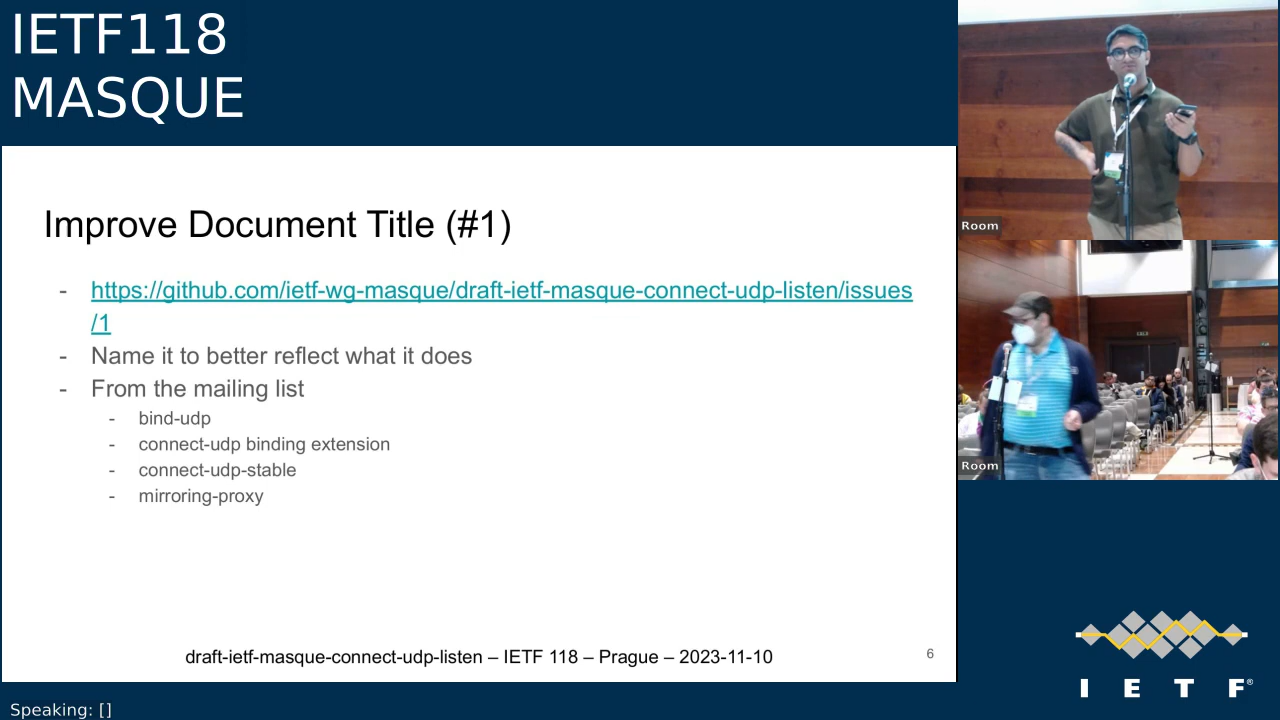 IETF118
MASQUE
Improve Document Title (#1)
- https://github.com/ietf-wg-masque/draft-ietf-masque-connect-udp-listen/issues
/1
- Name it to better reflect what it does
- From the mailing list
- bind-udp
- connect-udp binding extension
- connect-udp-stable
- mirroring-proxy
draft-ietf-masque-connect-udp-listen – IETF 118 – Prague – 2023-11-10
6
Room
Room
I E T F®
Speaking: []